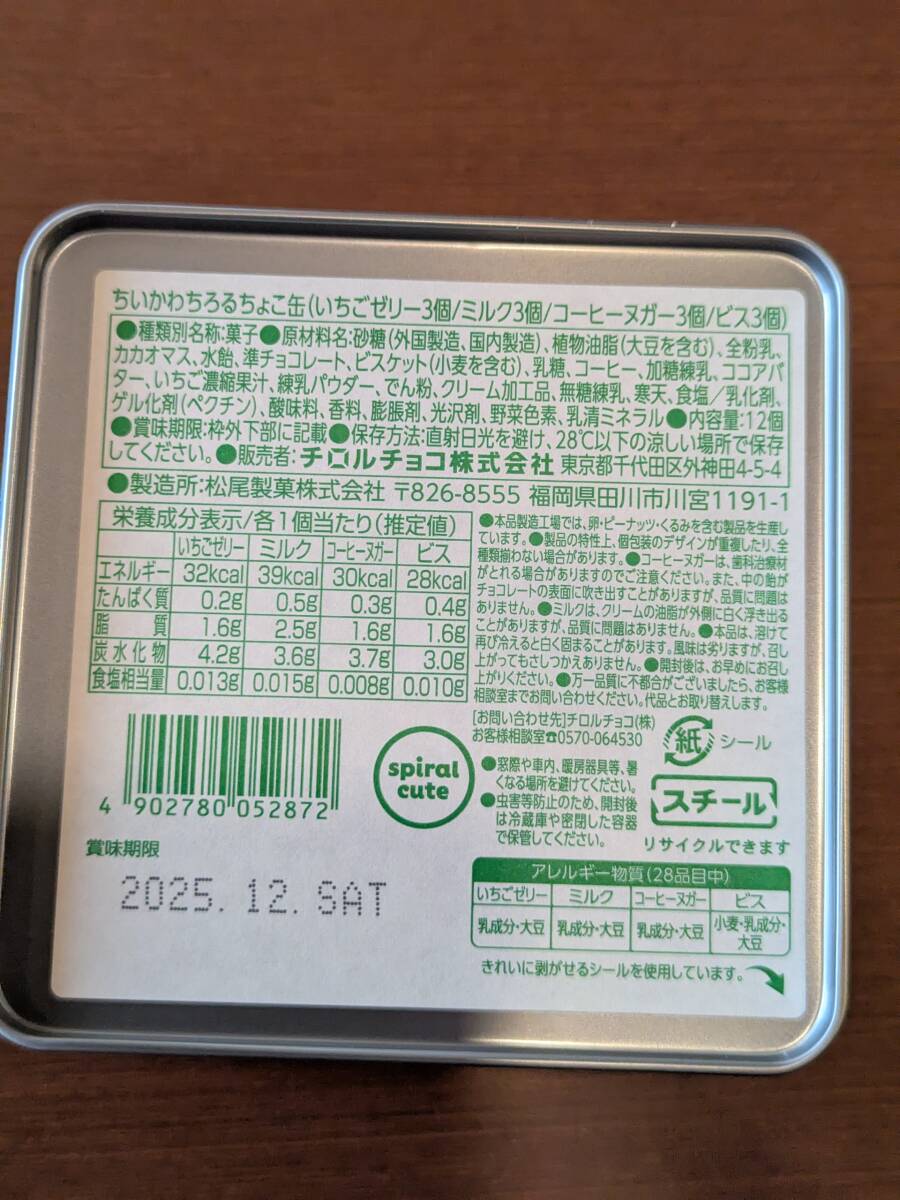 ちいかわちろるちょこ缶(いちごゼリー3個/ミルク3個/コーヒーヌガー3個/ビス3個)
●種類別名称:菓子●原材料名:砂糖(外国製造、国内製造)、植物油脂(大豆を含む)、全粉乳、
カカオマス、水飴、準チョコレート、ビスケット(小麦を含む)、乳糖、コーヒー、加糖練乳、ココアバ
ター、いちご濃縮果汁、練乳パウダー、でん粉、クリーム加工品、無糖練乳、寒天、食塩/乳化剤、
ゲル化剤(ペクチン)、酸味料、香料、膨脹剤、光沢剤、野菜色素、乳清ミネラル●内容量:12個
●賞味期限:枠外下部に記載●保存方法:直射日光を避け、28℃以下の涼しい場所で保存
してください。●販売者:チロルチョコ株式会社 東京都千代田区外神田4-5-4
●製造所:松尾製菓株式会社 〒826-8555 福岡県田川市川宮1191-1
栄養成分表示/各1個当たり(推定値)
いちごゼリー ミルク コーヒーヌガー ビス
エネルギー 32kcal 39kcal 30kcal 28kcal
たんぱく質 0.2g 0.5g 0.3g 0.4g
脂質 1.6g 2.5g 1.6g 1.6g
炭水化物 4.2g 3.6g 3.7g 3.0g
食塩相当量 0.013g 0.015g 0.008g 0.010g
●本品製造工場では、卵・ピーナッツ・くるみを含む製品を生産し
ています。●製品の特性上、個包装のデザインが重複したり、全
種類揃わない場合があります。●コーヒーヌガーは、歯科治療材
がとれる場合がありますのでご注意ください。また、中の飴が
チョコレートの表面に吹き出すことがありますが、品質に問題は
ありません。●ミルクは、クリームの油脂が外側に白く浮き出る
ことがありますが、品質に問題はありません。●本品は、溶けて
再び冷えると白く固まることがあります。風味は劣りますが、召し
上がってもさしつかえありません。●開封後は、お早めにお召し
上がりください。●万一品質に不都合がございましたら、お客様
相談室までお問い合わせください。代品とお取り替えします。
[お問い合わせ先]チロルチョコ(株)
お客様相談室☎0570-064530
紙 シール
●窓際や車内、暖房器具等、暑
くなる場所を避けてください。
●虫害等防止のため、開封後
は冷蔵庫や密閉した容器
で保管してください。
スチール
リサイクルできます
spiral
cute
4 902780 052872
賞味期限
2025. 12. SAT
アレルギー物質(28品目中)
いちごゼリー ミルク コーヒーヌガー ビス
乳成分・大豆 乳成分・大豆 乳成分・大豆 小麦・乳成分・
大豆
きれいに剥がせるシールを使用しています。